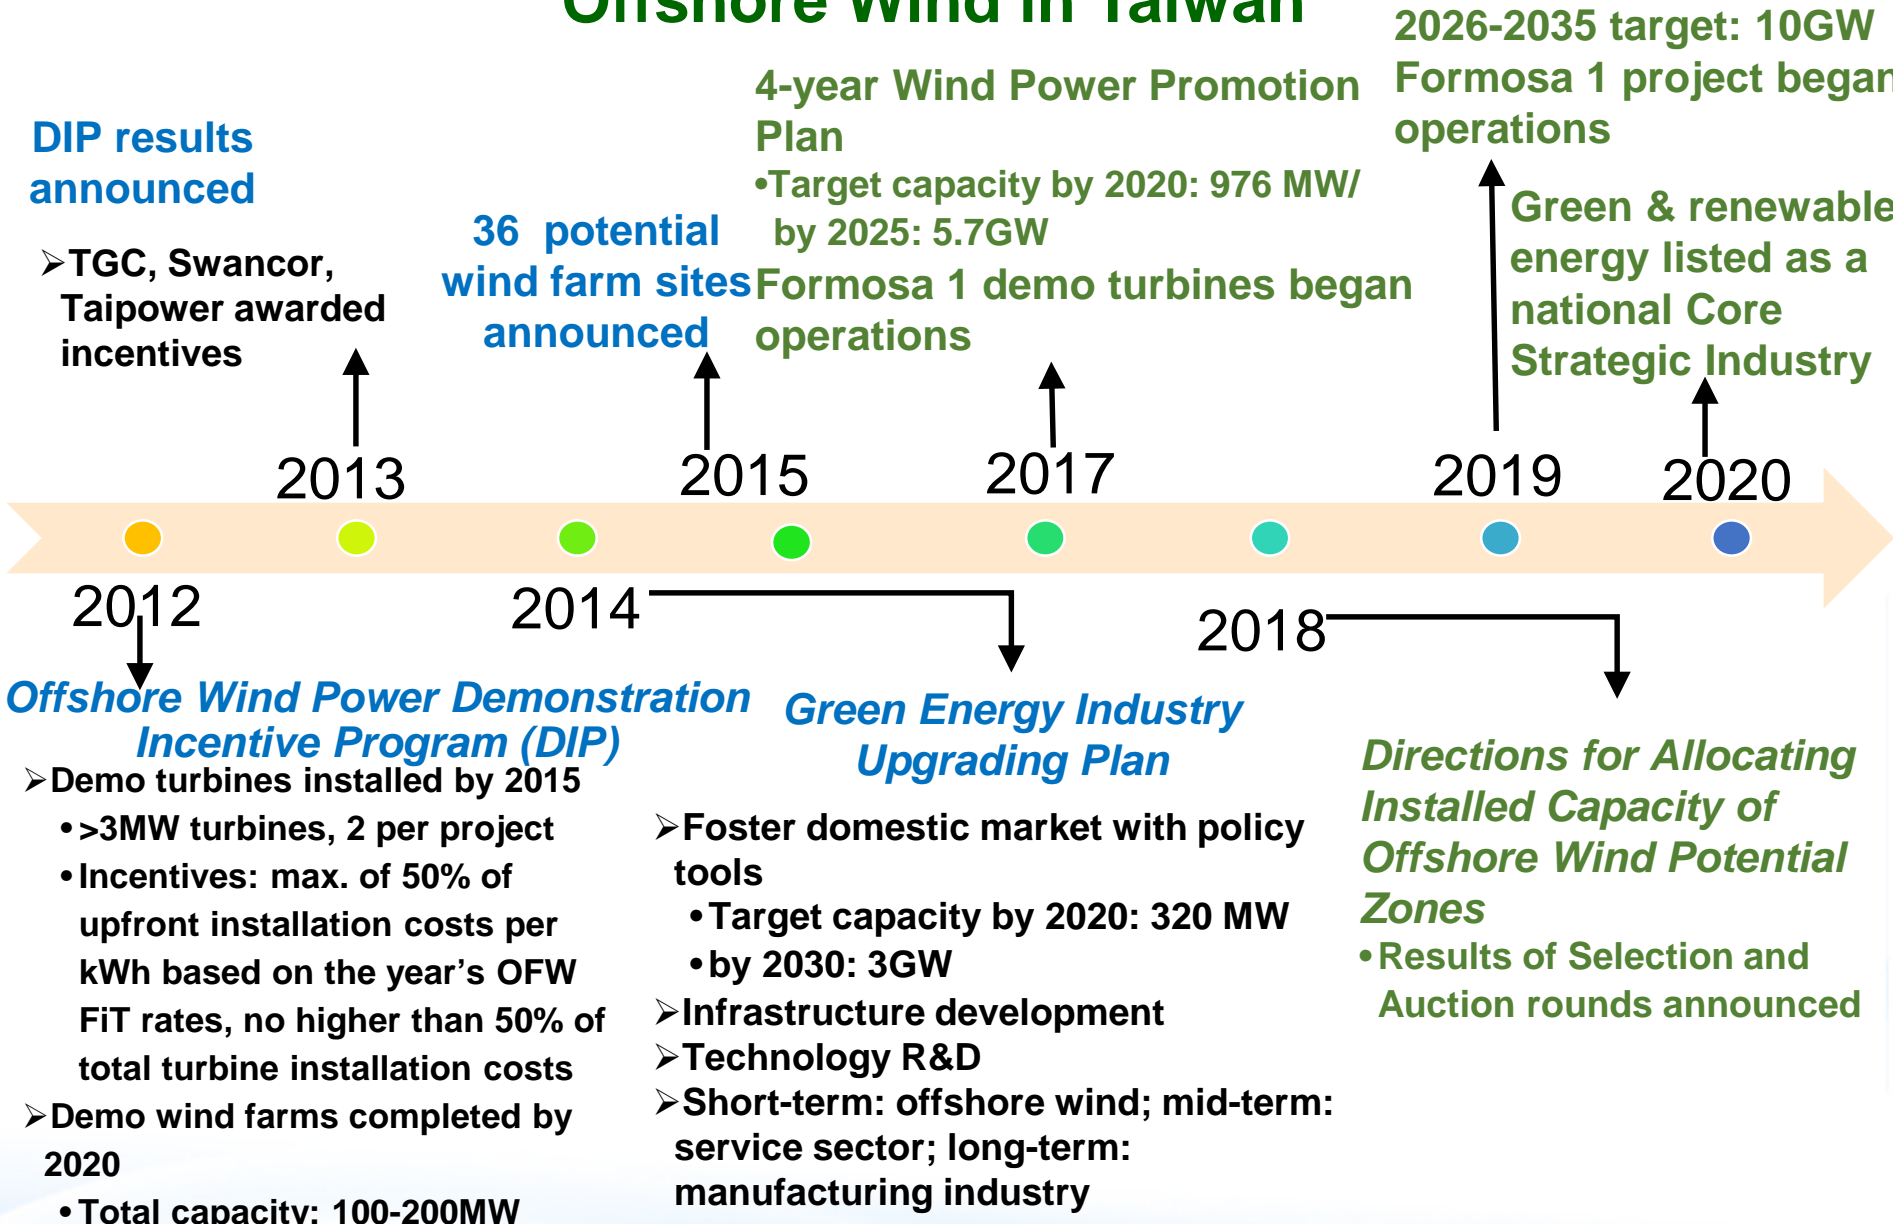 Offshore Wind in Taiwan
2026-2035 target: 10GW
Formosa 1 project began
operations
4-year Wind Power Promotion
Plan
•Target capacity by 2020: 976 MW/
by 2025: 5.7GW
Formosa 1 demo turbines began
operations
DIP results
announced
➢TGC, Swancor,
Taipower awarded
incentives
36 potential
wind farm sites
announced
Green & renewable
energy listed as a
national Core
Strategic Industry
2013
2015
2017
2019
2020
2012
2014
2018
Offshore Wind Power Demonstration
Incentive Program (DIP)
➢Demo turbines installed by 2015
•>3MW turbines, 2 per project
•Incentives: max. of 50% of
upfront installation costs per
kWh based on the year’s OFW
FiT rates, no higher than 50% of
total turbine installation costs
➢Demo wind farms completed by
2020
•Total capacity: 100-200MW
Green Energy Industry
Upgrading Plan
➢Foster domestic market with policy
tools
•Target capacity by 2020: 320 MW
•by 2030: 3GW
➢Infrastructure development
➢Technology R&D
➢Short-term: offshore wind; mid-term:
service sector; long-term:
manufacturing industry
Directions for Allocating
Installed Capacity of
Offshore Wind Potential
Zones
•Results of Selection and
Auction rounds announced